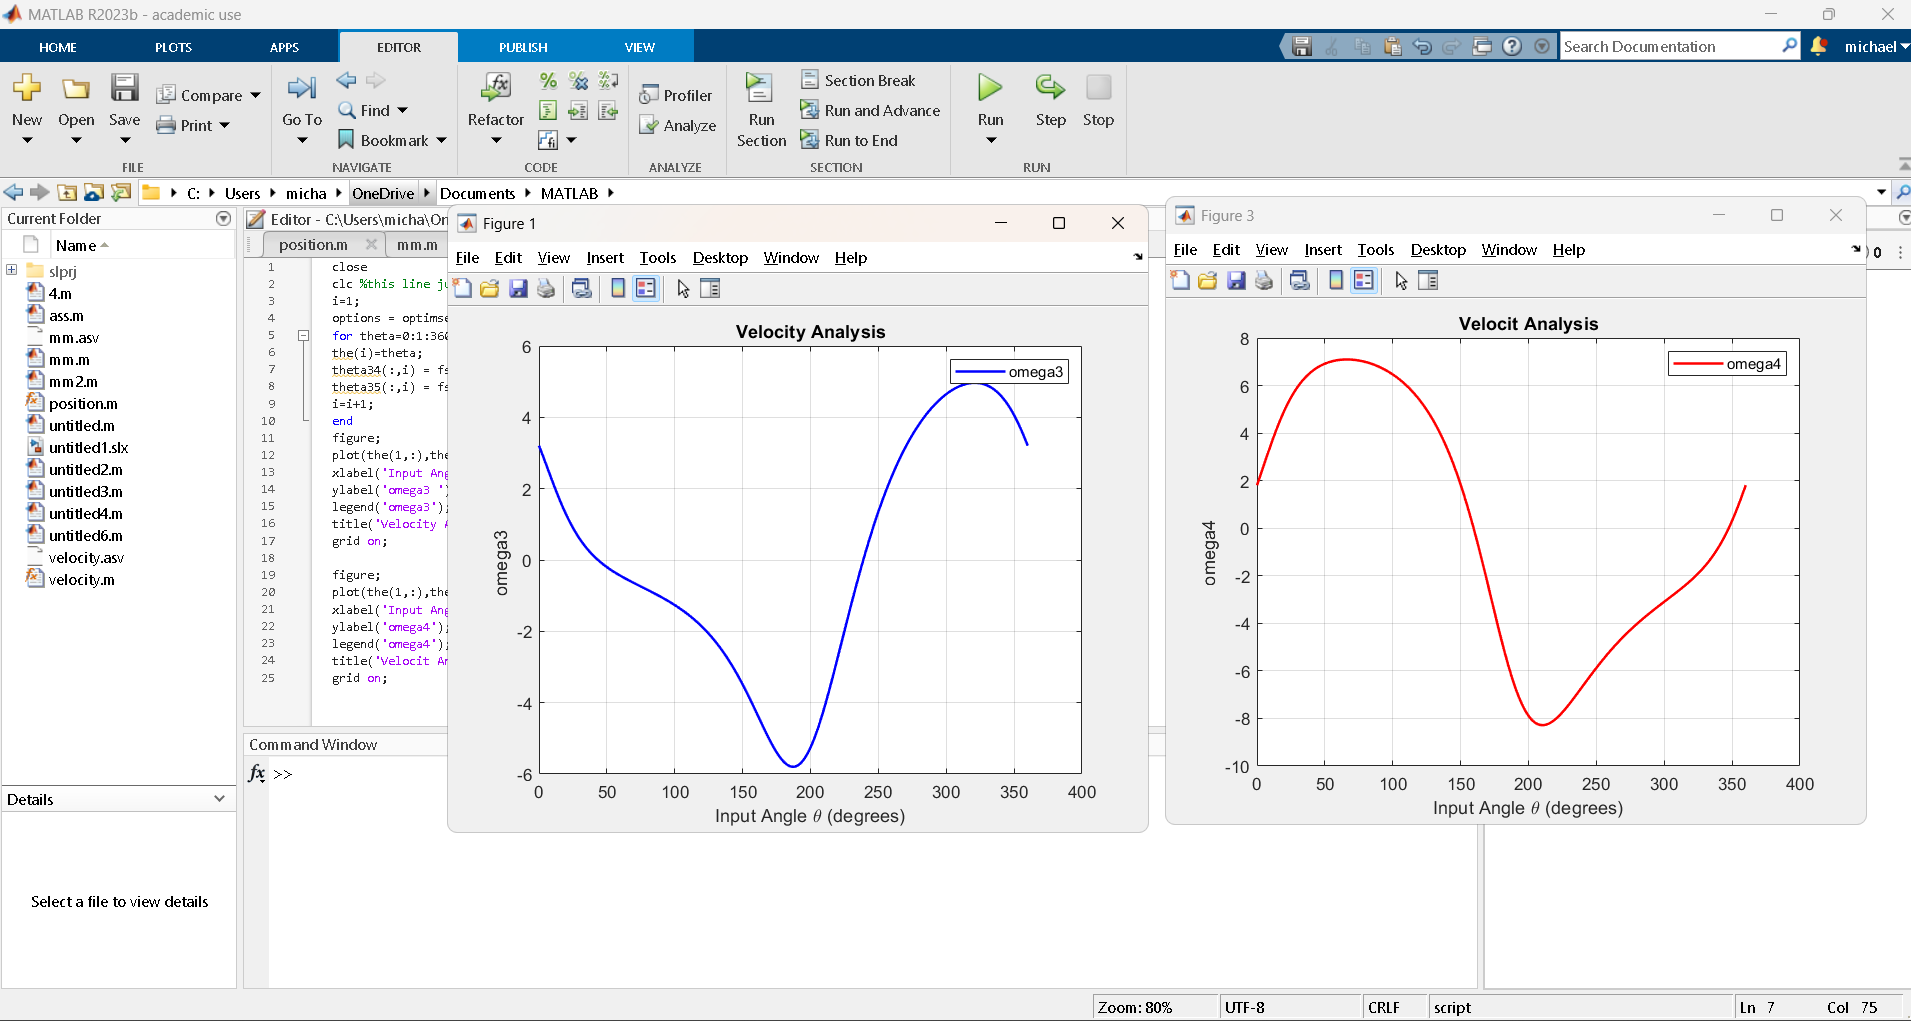 MATLAB R2023b - academic use
HOME PLOTS APPS EDITOR PUBLISH VIEW
Search Documentation
michael
New Open Save Compare Print
FILE
Go To Find Bookmark
NAVIGATE
Refactor
CODE
Profiler Analyze
ANALYZE
Run Section Section Break Run and Advance Run to End
SECTION
Run Step Stop
RUN
C: Users micha OneDrive Documents MATLAB
Current Folder
Name
slprj
4.m
ass.m
mm.asv
mm.m
mm2.m
position.m
untitled.m
untitled1.slx
untitled2.m
untitled3.m
untitled4.m
untitled6.m
velocity.asv
velocity.m
Details
Select a file to view details
Editor - C:\Users\micha\On
position.m mm.m
1 close
2 clc %this line ju
3 i=1;
4 options = optimse
5 for theta=0:1:360
6 the(i)=theta;
7 theta34(:,i) = fs
8 theta35(:,i) = fs
9 i=i+1;
10 end
11 figure;
12 plot(the(1,:),the
13 xlabel('Input Ang
14 ylabel('omega3 ')
15 legend('omega3');
16 title('Velocity A
17 grid on;
18
19 figure;
20 plot(the(1,:),the
21 xlabel('Input Ang
22 ylabel('omega4');
23 legend('omega4');
24 title('Velocit An
25 grid on;
Command Window
fx >>
Figure 1
File Edit View Insert Tools Desktop Window Help
Velocity Analysis
omega3
6
4
2
0
-2
-4
-6
omega3
0 50 100 150 200 250 300 350 400
Input Angle θ (degrees)
Figure 3
File Edit View Insert Tools Desktop Window Help
Velocit Analysis
omega4
8
6
4
2
0
-2
-4
-6
-8
-10
omega4
0 50 100 150 200 250 300 350 400
Input Angle θ (degrees)
0
Zoom: 80% UTF-8 CRLF script Ln 7 Col 75